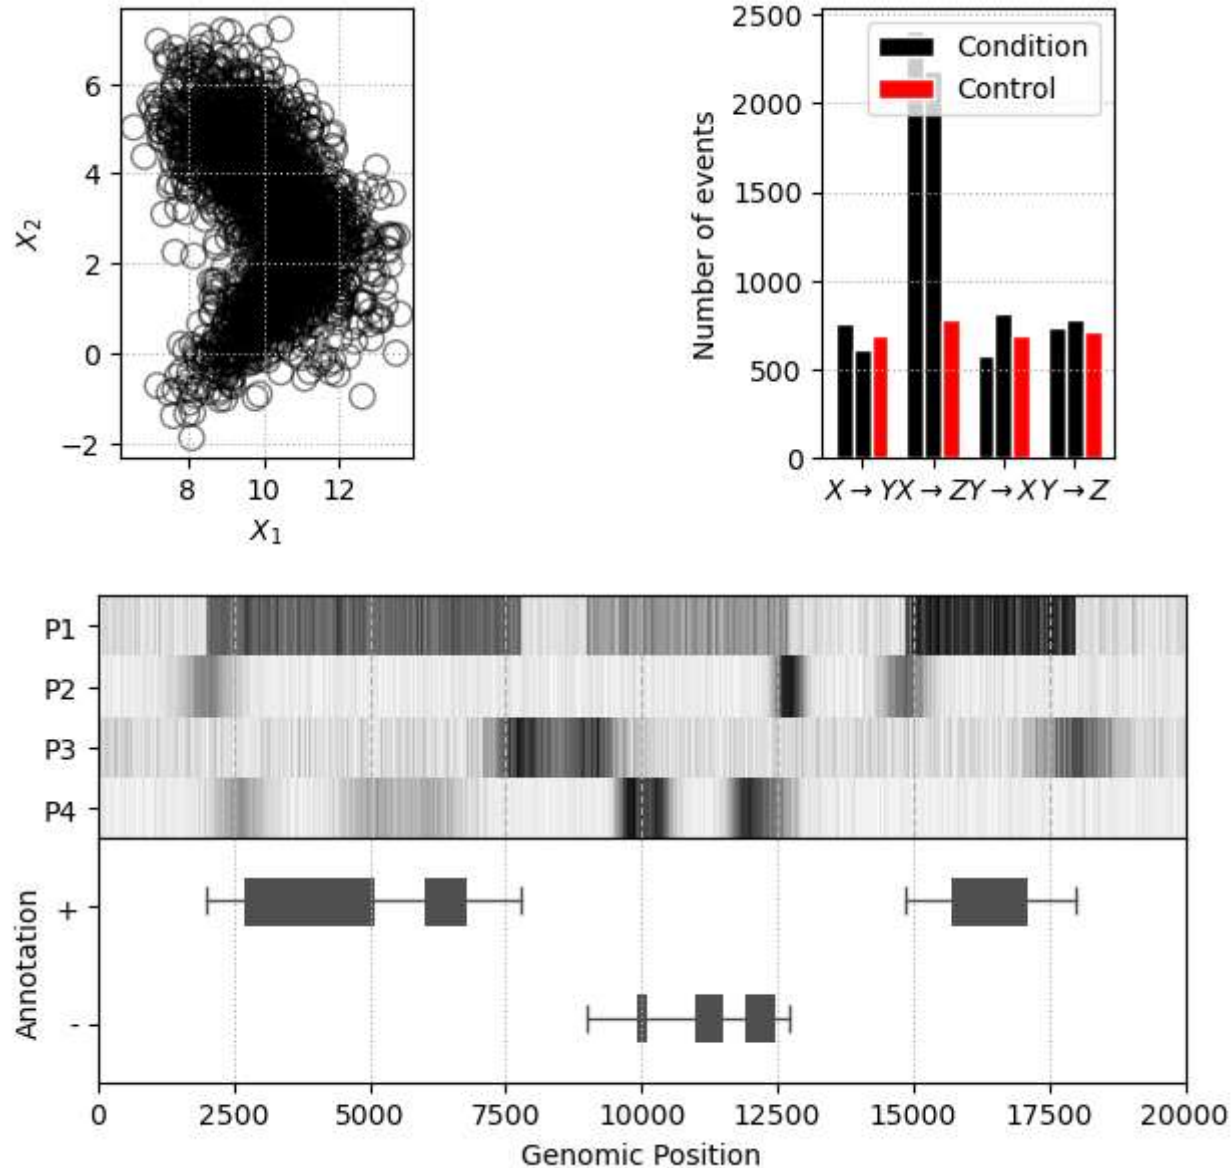 6
4
2
0
−2
X₂
8 10 12
X₁
2500
2000
1500
1000
500
0
Number of events
Condition
Control
X → Y X → Z Y → X Y → Z
P1
P2
P3
P4
Annotation
+
-
0 2500 5000 7500 10000 12500 15000 17500 20000
Genomic Position